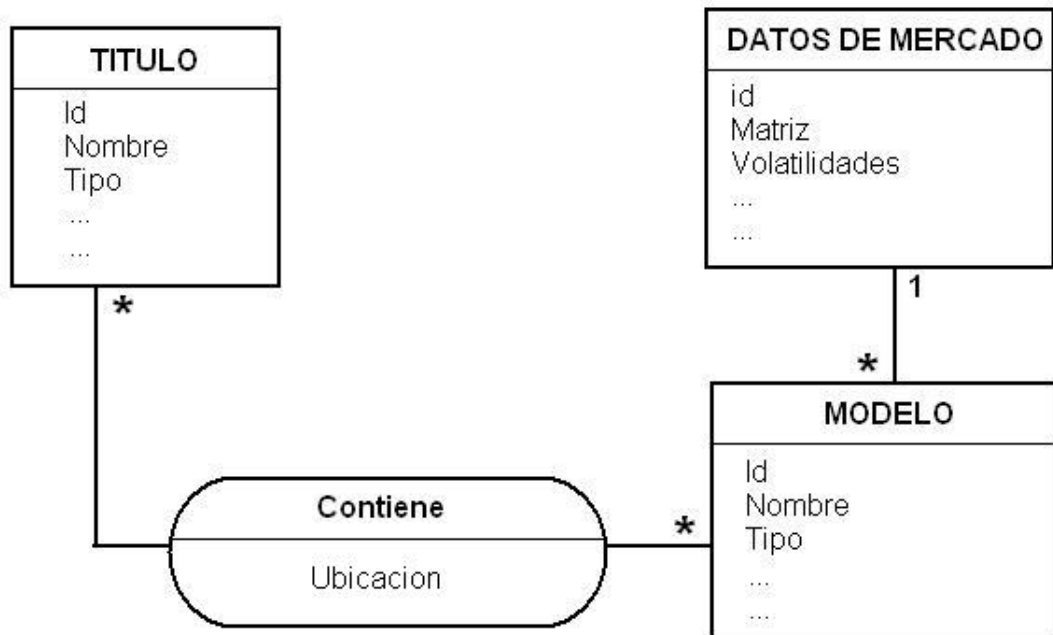 TITULO
Id
Nombre
Tipo
...
...
*
DATOS DE MERCADO
id
Matriz
Volatilidades
...
...
1
*
MODELO
Id
Nombre
Tipo
...
...
Contiene
Ubicacion
*